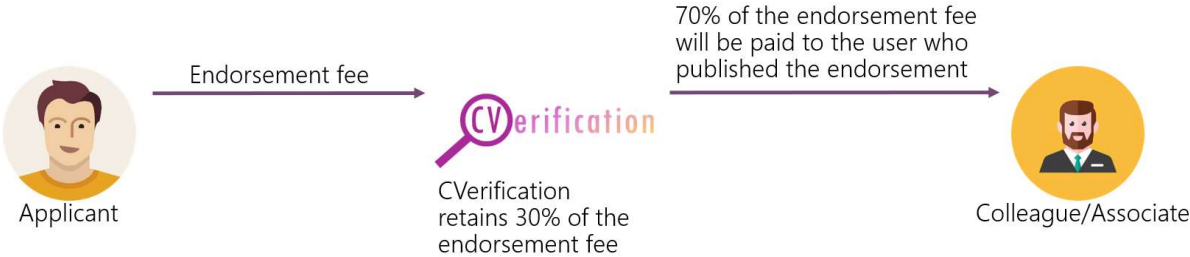 70% of the endorsement fee
will be paid to the user who
published the endorsement
Endorsement fee
CVerification
CVerification
retains 30% of the
endorsement fee
Applicant
Colleague/Associate